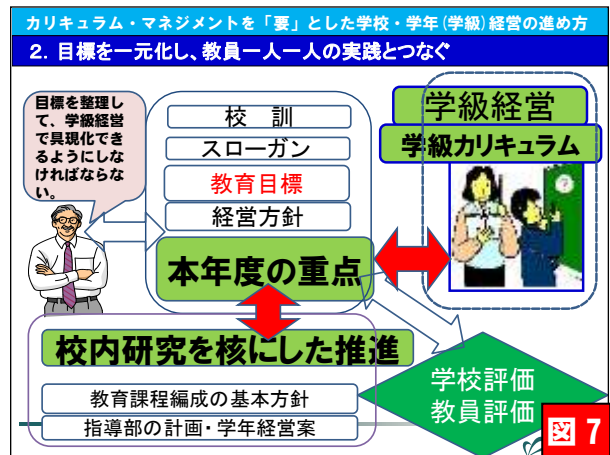 カリキュラム・マネジメントを「要」とした学校・学年(学級)経営の進め方
2．目標を一元化し、教員一人一人の実践とつなぐ
目標を整理し
て、学級経営
で具現化でき
るようにしな
ければならな
い。
校　訓
スローガン
教育目標
経営方針
本年度の重点
学級経営
学級カリキュラム
校内研究を核にした推進
教育課程編成の基本方針
指導部の計画・学年経営案
学校評価
教員評価
図 7